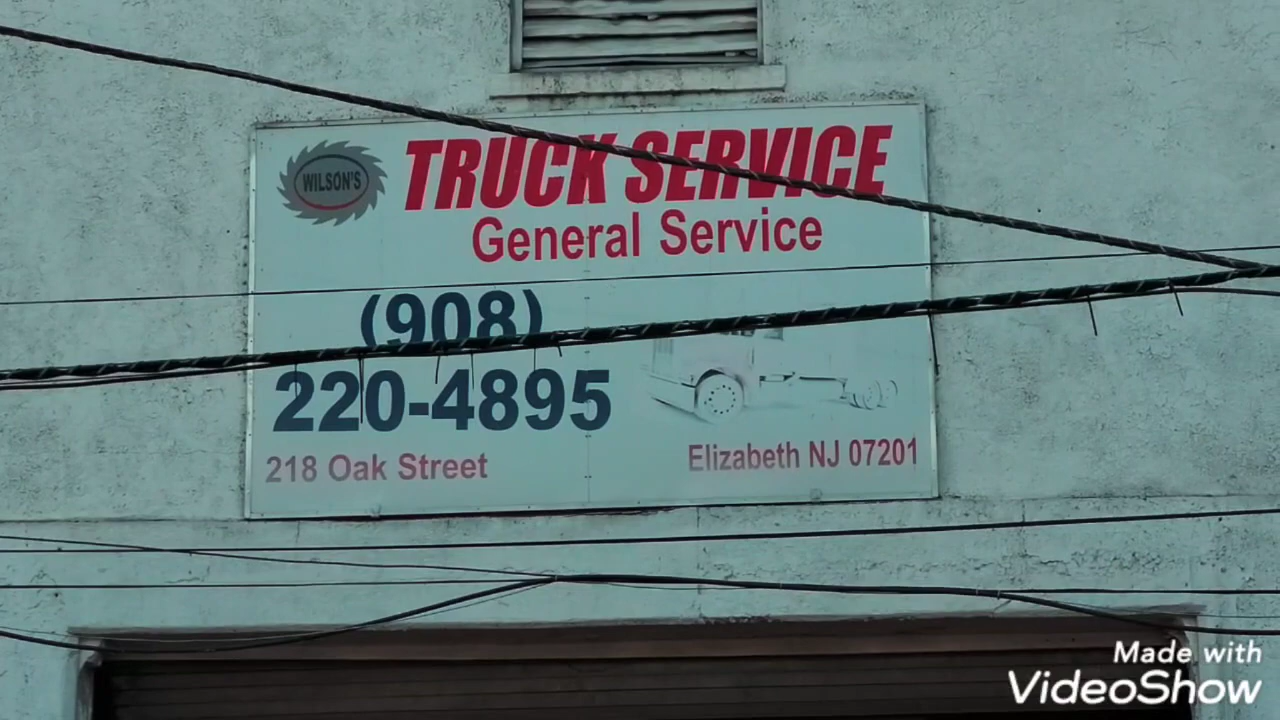 WILSON'S
TRUCK SERVICE
General Service
(908)
220-4895
218 Oak Street
Elizabeth NJ 07201
Made with
VideoShow